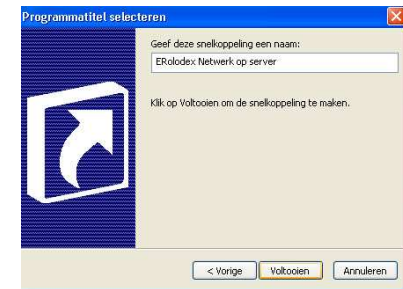 Programmatitel selecteren
Geef deze snelkoppeling een naam:
ERolodex Netwerk op server
Klik op Voltooien om de snelkoppeling te maken.
< Vorige
Voltooien
Annuleren